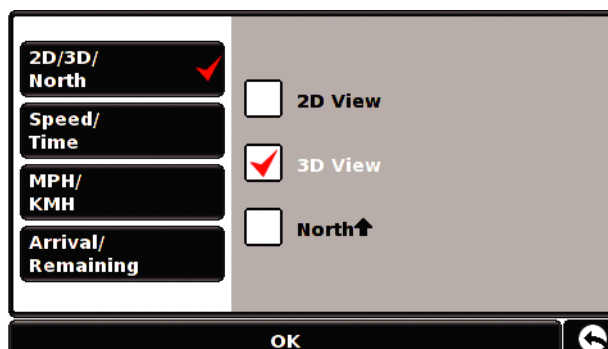 2D/3D/
North
Speed/
Time
MPH/
KMH
Arrival/
Remaining
2D View
3D View
North↑
OK